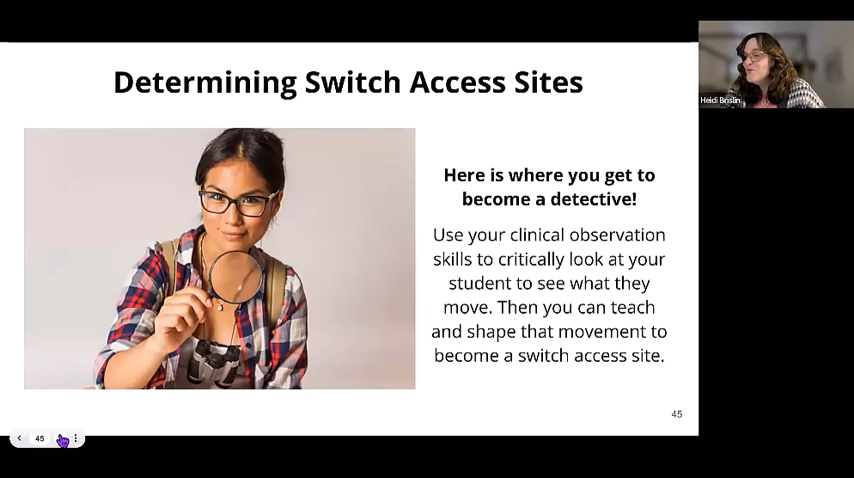 Determining Switch Access Sites
Heidi Brislin
Here is where you get to
become a detective!
Use your clinical observation
skills to critically look at your
student to see what they
move. Then you can teach
and shape that movement to
become a switch access site.
45
45